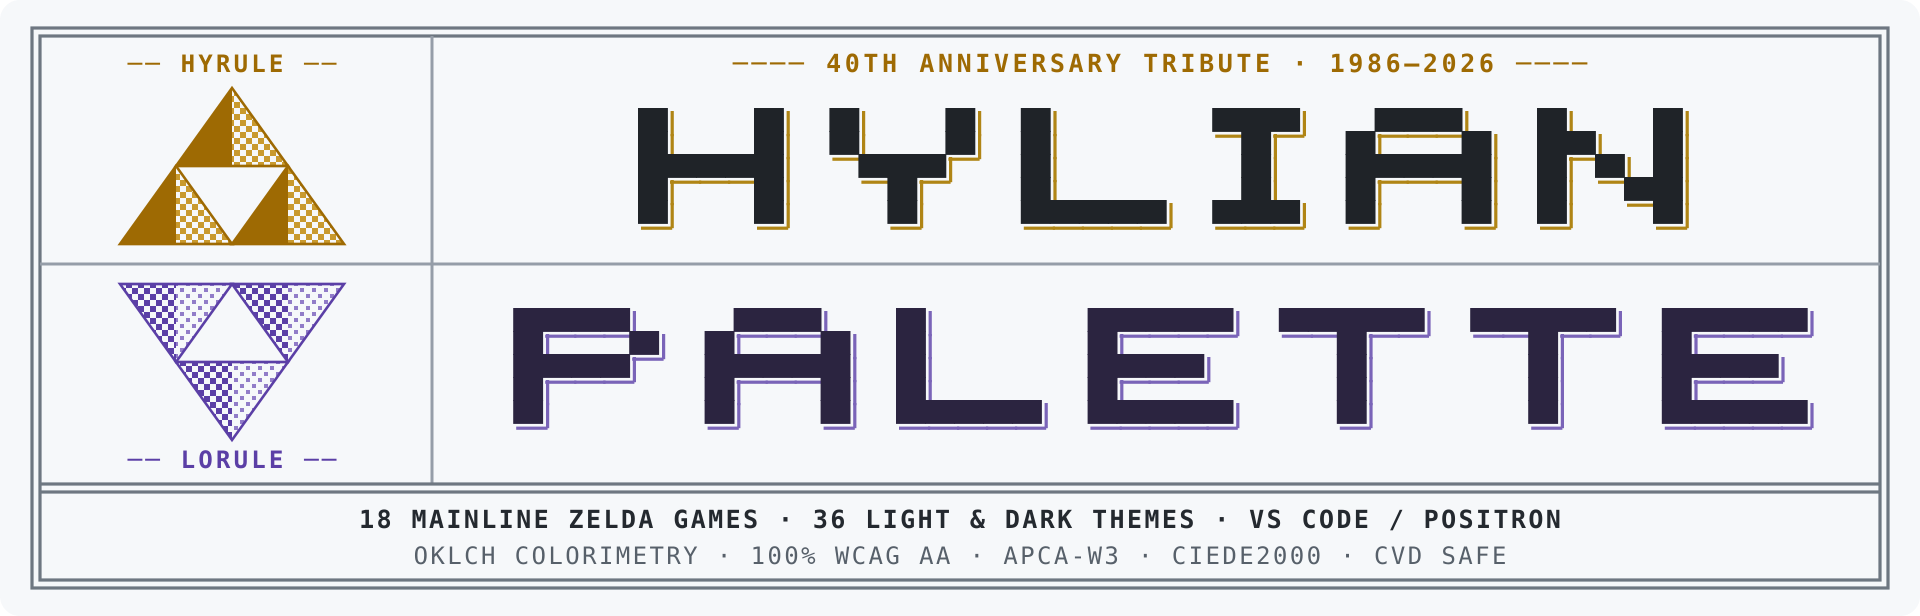 —— HYRULE ——
———— 40TH ANNIVERSARY TRIBUTE · 1986–2026 ————
HYLIAN
PALETTE
—— LORULE ——
18 MAINLINE ZELDA GAMES · 36 LIGHT & DARK THEMES · VS CODE / POSITRON
OKLCH COLORIMETRY · 100% WCAG AA · APCA-W3 · CIEDE2000 · CVD SAFE